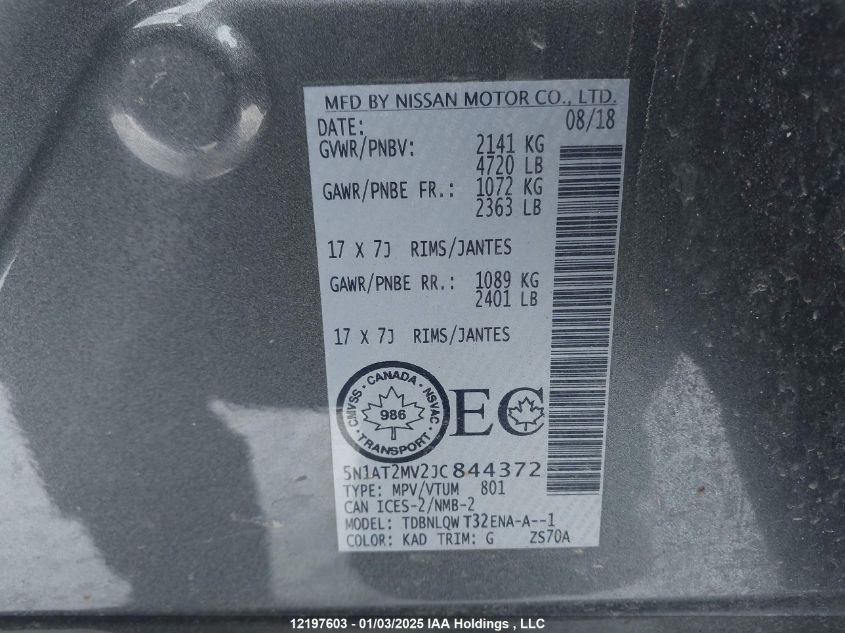 MFD BY NISSAN MOTOR CO., LTD.
DATE: 08/18
GVWR/PNBV: 2141 KG
4720 LB
GAWR/PNBE FR.: 1072 KG
2363 LB
17 X 7J RIMS/JANTES
GAWR/PNBE RR.: 1089 KG
2401 LB
17 X 7J RIMS/JANTES
CANADA
CMVSS NSVAC
986
TRANSPORT
EC
5N1AT2MV2JC844372
TYPE: MPV/VTUM 801
CAN ICES-2/NMB-2
MODEL: TDBNLQW T32ENA-A--1
COLOR: KAD TRIM: G ZS70A
12197603 - 01/03/2025 IAA Holdings , LLC